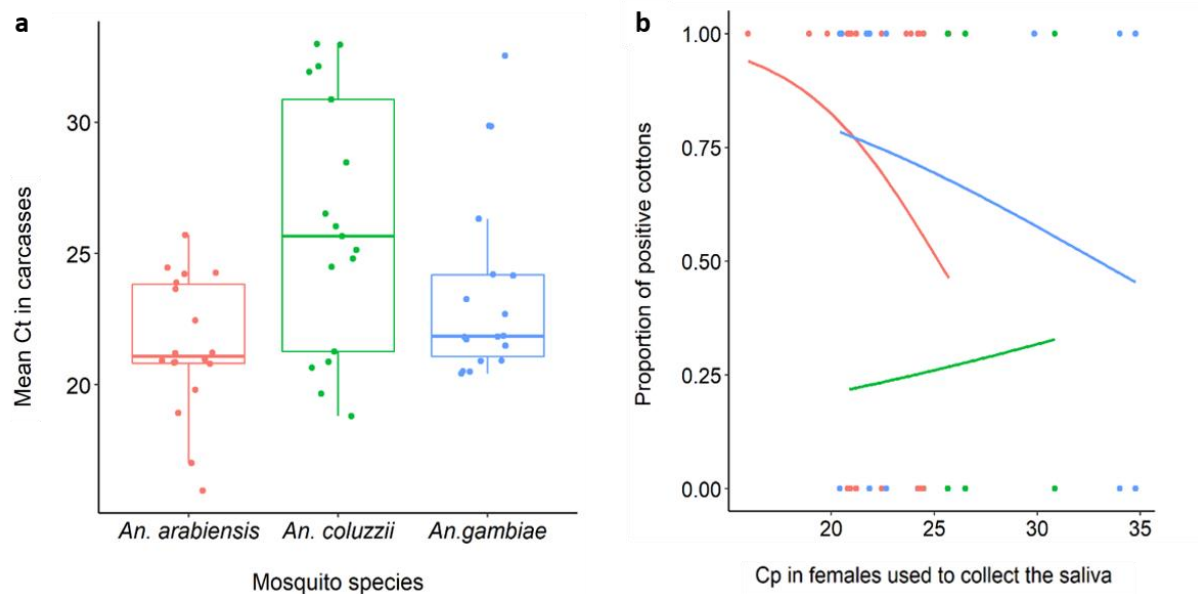 a
Mean Ct in carcasses
30
25
20
An. arabiensis An. coluzzii An.gambiae
Mosquito species
b
Proportion of positive cottons
1.00
0.75
0.50
0.25
0.00
20 25 30 35
Cp in females used to collect the saliva